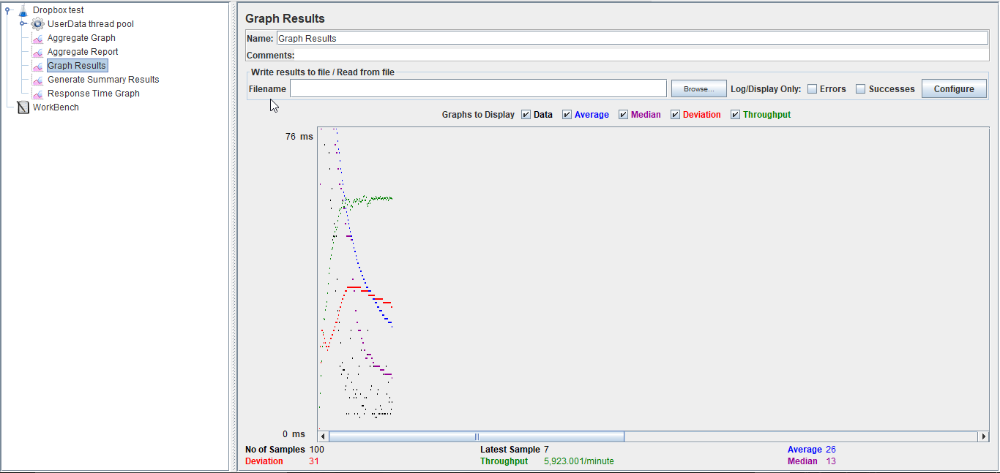 Dropbox test
UserData thread pool
Aggregate Graph
Aggregate Report
Graph Results
Generate Summary Results
Response Time Graph
WorkBench
Graph Results
Name: Graph Results
Comments:
Write results to file / Read from file
Filename Browse... Log/Display Only: Errors Successes Configure
Graphs to Display Data Average Median Deviation Throughput
76 ms
0 ms
No of Samples 100 Latest Sample 7 Average 26
Deviation 31 Throughput 5,923.001/minute Median 13